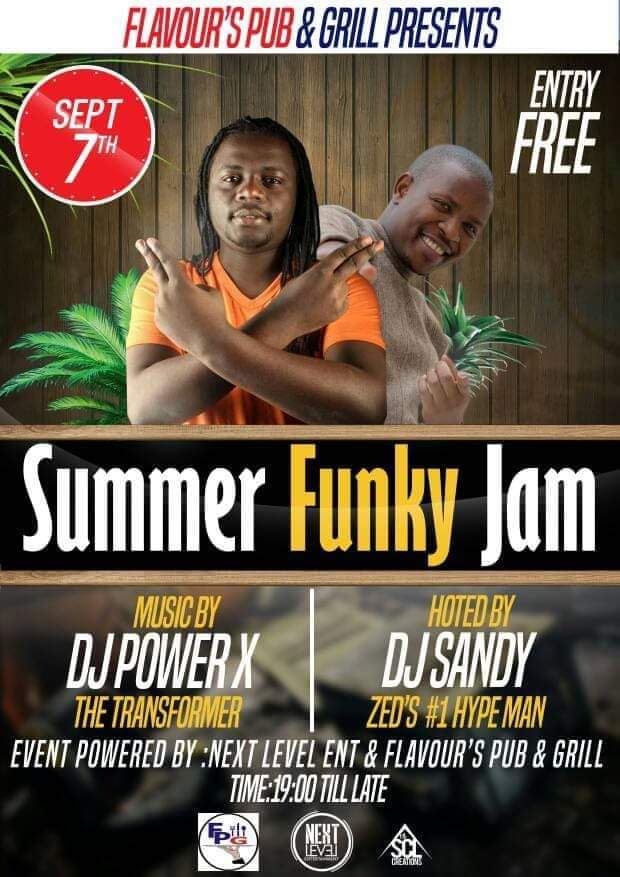 FLAVOUR'S PUB & GRILL PRESENTS
SEPT
7TH
ENTRY
FREE
Summer Funky Jam
MUSIC BY
DJ POWER X
THE TRANSFORMER
HOTED BY
DJ SANDY
ZED'S #1 HYPE MAN
EVENT POWERED BY :NEXT LEVEL ENT & FLAVOUR'S PUB & GRILL
TIME:19:00 TILL LATE
FPG
NEXT
LEVEL
ENTERTAINMENT
SCL
CREATIONS